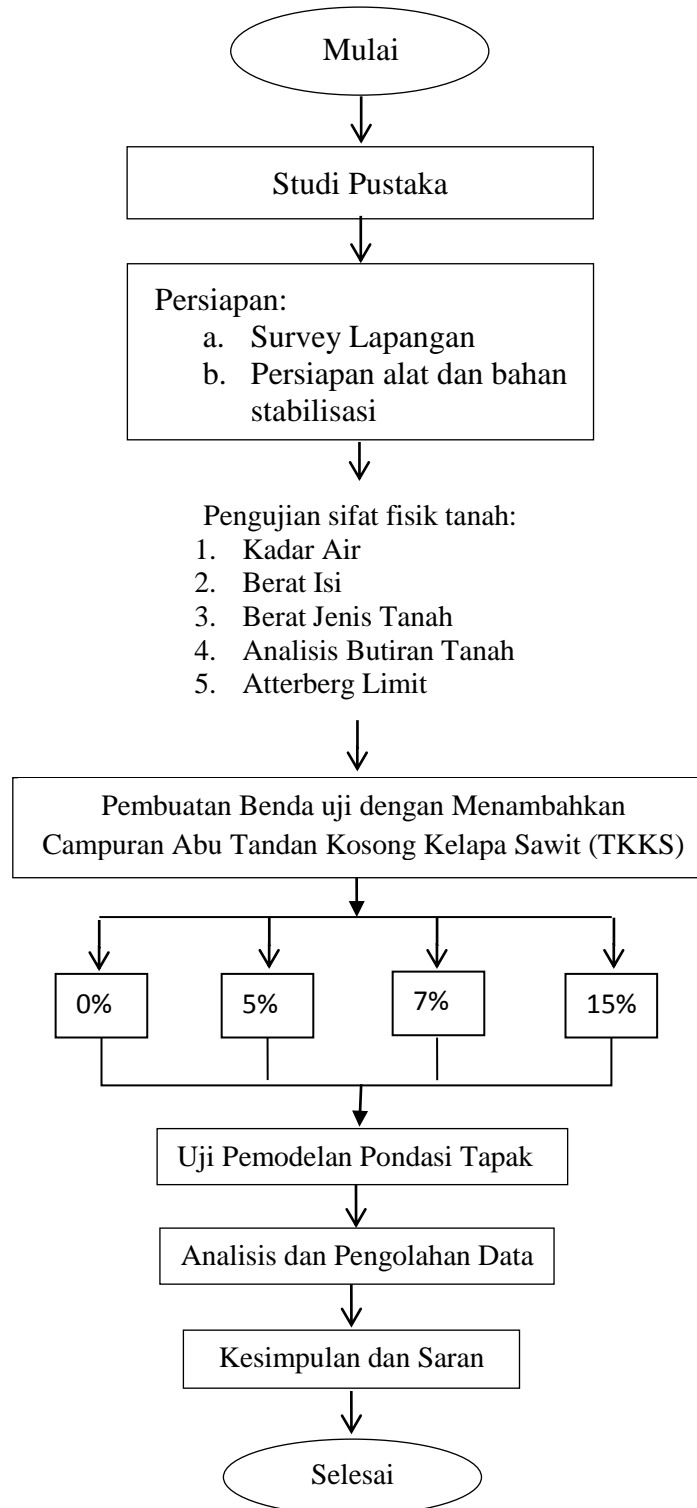 Mulai
Studi Pustaka
Persiapan:
a. Survey Lapangan
b. Persiapan alat dan bahan
stabilisasi
Pengujian sifat fisik tanah:
1. Kadar Air
2. Berat Isi
3. Berat Jenis Tanah
4. Analisis Butiran Tanah
5. Atterberg Limit
Pembuatan Benda uji dengan Menambahkan
Campuran Abu Tandan Kosong Kelapa Sawit (TKKS)
0% 5% 7% 15%
Uji Pemodelan Pondasi Tapak
Analisis dan Pengolahan Data
Kesimpulan dan Saran
Selesai